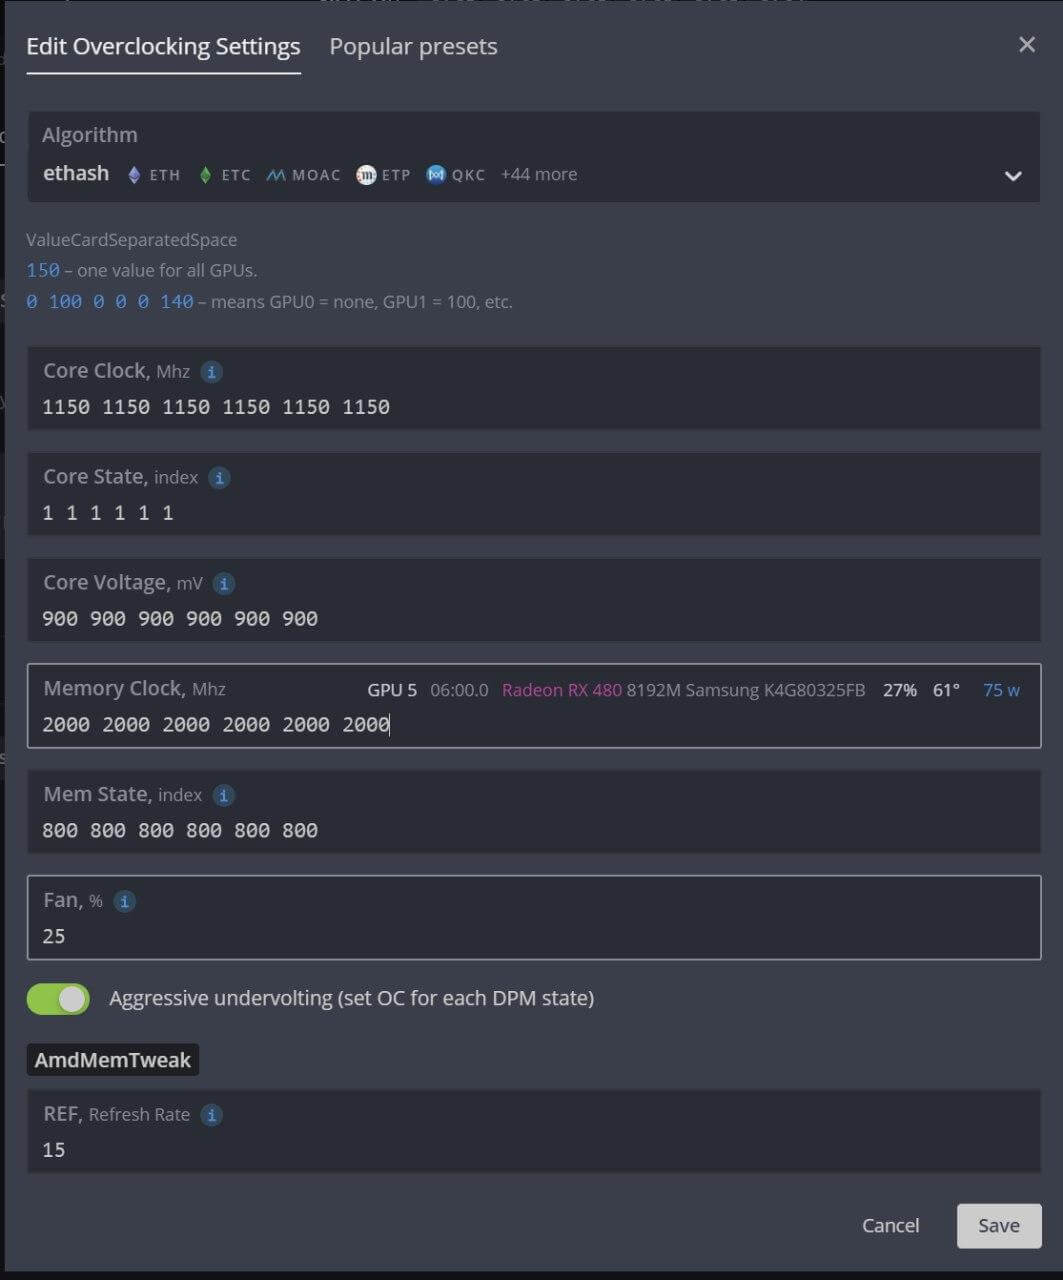 Edit Overclocking Settings Popular presets
Algorithm
ethash ETH ETC MOAC ETP QKC +44 more
ValueCardSeparatedSpace
150 – one value for all GPUs.
0 100 0 0 0 140 – means GPU0 = none, GPU1 = 100, etc.
Core Clock, Mhz i
1150 1150 1150 1150 1150 1150
Core State, index i
1 1 1 1 1 1
Core Voltage, mV i
900 900 900 900 900 900
Memory Clock, Mhz GPU 5 06:00.0 Radeon RX 480 8192M Samsung K4G80325FB 27% 61° 75 w
2000 2000 2000 2000 2000 2000
Mem State, index i
800 800 800 800 800 800
Fan, % i
25
Aggressive undervolting (set OC for each DPM state)
AmdMemTweak
REF, Refresh Rate i
15
Cancel Save